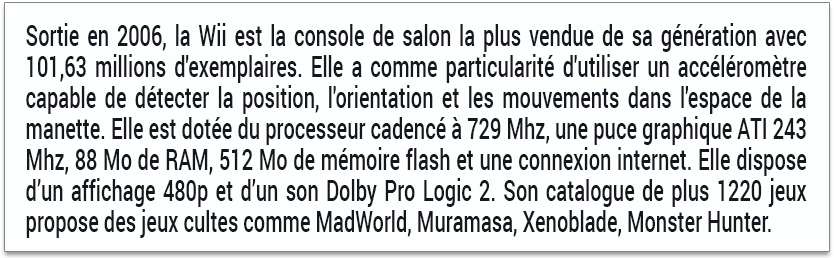 Sortie en 2006, la Wii est la console de salon la plus vendue de sa génération avec
101,63 millions d'exemplaires. Elle a comme particularité d'utiliser un accéléromètre
capable de détecter la position, l'orientation et les mouvements dans l'espace de la
manette. Elle est dotée du processeur cadencé à 729 Mhz, une puce graphique ATI 243
Mhz, 88 Mo de RAM, 512 Mo de mémoire flash et une connexion internet. Elle dispose
d’un affichage 480p et d’un son Dolby Pro Logic 2. Son catalogue de plus 1220 jeux
propose des jeux cultes comme MadWorld, Muramasa, Xenoblade, Monster Hunter.